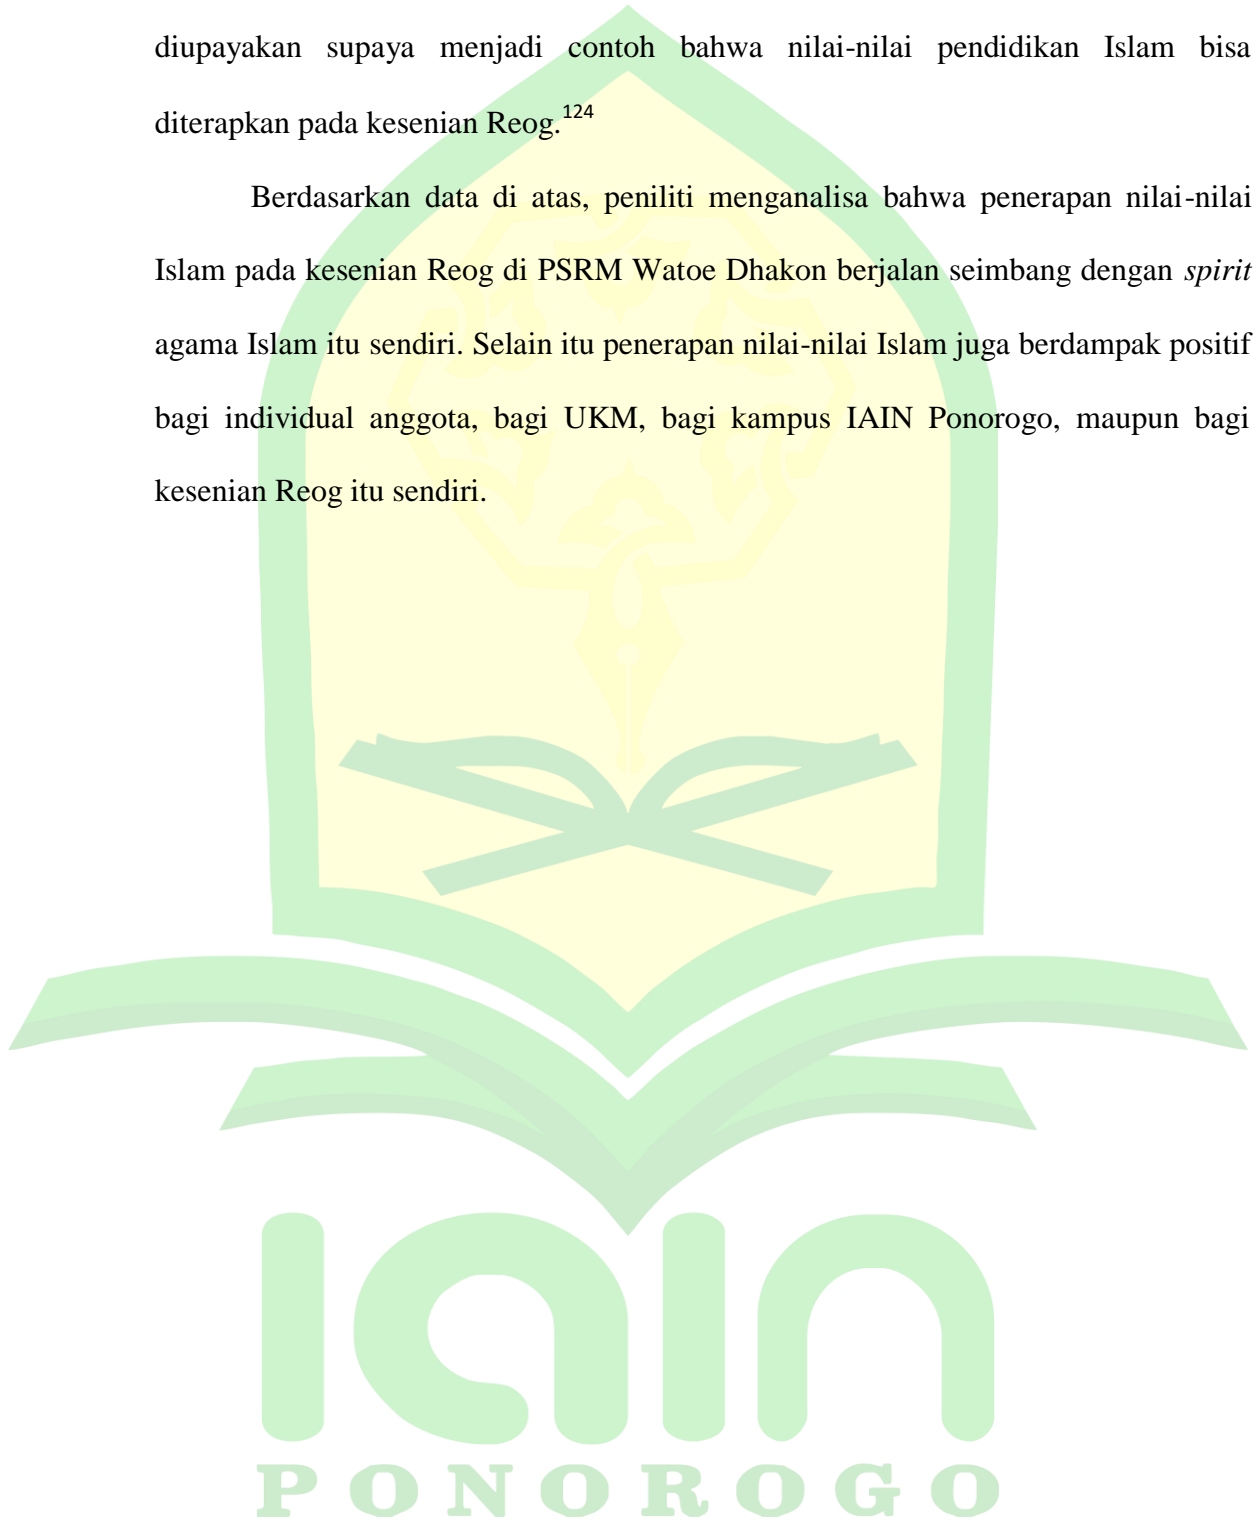 diupayakan supaya menjadi contoh bahwa nilai-nilai pendidikan Islam bisa
diterapkan pada kesenian Reog.124
Berdasarkan data di atas, peniliti menganalisa bahwa penerapan nilai-nilai
Islam pada kesenian Reog di PSRM Watoe Dhakon berjalan seimbang dengan spirit
agama Islam itu sendiri. Selain itu penerapan nilai-nilai Islam juga berdampak positif
bagi individual anggota, bagi UKM, bagi kampus IAIN Ponorogo, maupun bagi
kesenian Reog itu sendiri.
iain
PONOROGO